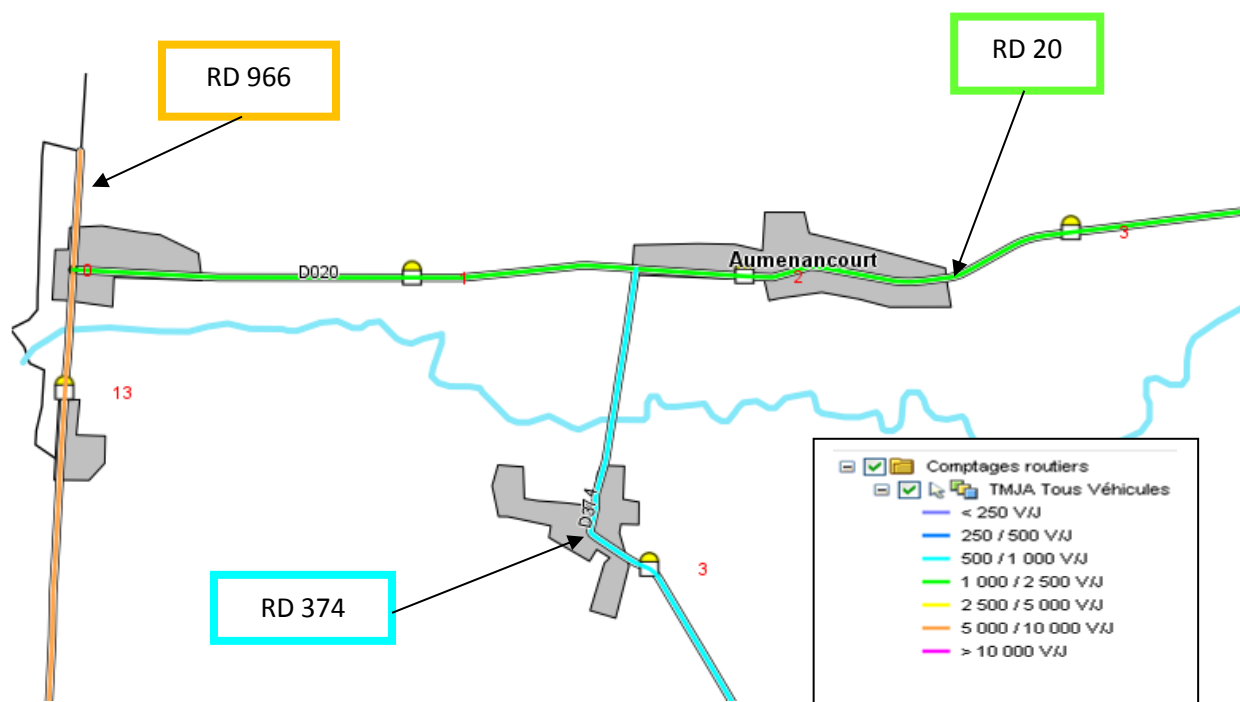 RD 966
RD 20
0
D020
1
Aumenancourt
2
3
13
D374
3
RD 374
Comptages routiers
TMJA Tous Véhicules
< 250 V/J
250 / 500 V/J
500 / 1 000 V/J
1 000 / 2 500 V/J
2 500 / 5 000 V/J
5 000 / 10 000 V/J
> 10 000 V/J